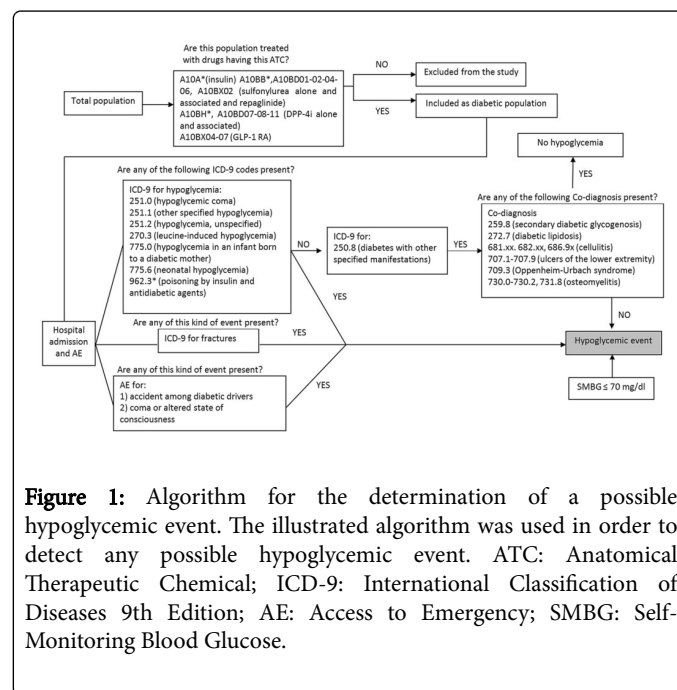 Are this population treated
with drugs having this ATC?
Total population
A10A*(insulin) A10BB*,A10BD01-02-04-
06, A10BX02 (sulfonylurea alone and
associated and repaglinide)
A10BH*, A10BD07-08-11 (DPP-4i alone
and associated)
A10BX04-07 (GLP-1 RA)
NO
Excluded from the study
YES
Included as diabetic population
No hypoglycemia
YES
Are any of the following ICD-9 codes present?
ICD-9 for hypoglycemia:
251.0 (hypoglycemic coma)
251.1 (other specified hypoglycemia)
251.2 (hypoglycemia, unspecified)
270.3 (leucine-induced hypoglycemia)
775.0 (hypoglycemia in an infant born
to a diabetic mother)
775.6 (neonatal hypoglycemia)
962.3* (poisoning by insulin and
antidiabetic agents)
NO
ICD-9 for:
250.8 (diabetes with other
specified manifestations)
YES
Are any of the following Co-diagnosis present?
Co-diagnosis
259.8 (secondary diabetic glycogenosis)
272.7 (diabetic lipidosis)
681.xx. 682.xx, 686.9x (cellulitis)
707.1-707.9 (ulcers of the lower extremity)
709.3 (Oppenheim-Urbach syndrome)
730.0-730.2, 731.8 (osteomyelitis)
YES
NO
Hospital
admission
and AE
Are any of this kind of event present?
ICD-9 for fractures
YES
Hypoglycemic event
Are any of this kind of event present?
AE for:
1) accident among diabetic drivers
2) coma or altered state of
consciousness
YES
SMBG ≤ 70 mg/dl
Figure 1: Algorithm for the determination of a possible
hypoglycemic event. The illustrated algorithm was used in order to
detect any possible hypoglycemic event. ATC: Anatomical
Therapeutic Chemical; ICD-9: International Classification of
Diseases 9th Edition; AE: Access to Emergency; SMBG: Self-
Monitoring Blood Glucose.